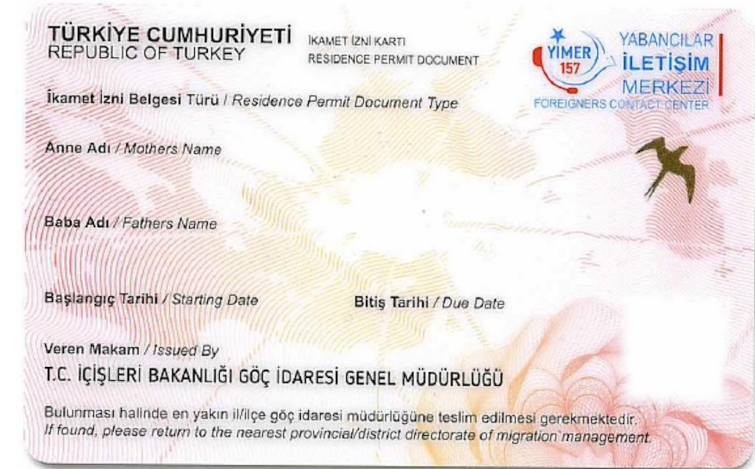 TÜRKİYE CUMHURİYETİ
REPUBLIC OF TURKEY
İKAMET İZNİ KARTI
RESIDENCE PERMIT DOCUMENT
YİMER
157
YABANCILAR
İLETİŞİM
MERKEZİ
FOREIGNERS CONTACT CENTER
İkamet İzni Belgesi Türü / Residence Permit Document Type
Anne Adı / Mothers Name
Baba Adı / Fathers Name
Başlangıç Tarihi / Starting Date
Bitiş Tarihi / Due Date
Veren Makam / Issued By
T.C. İÇİŞLERİ BAKANLIĞI GÖÇ İDARESİ GENEL MÜDÜRLÜĞÜ
Bulunması halinde en yakın il/ilçe göç idaresi müdürlüğüne teslim edilmesi gerekmektedir.
If found, please return to the nearest provincial/district directorate of migration management.